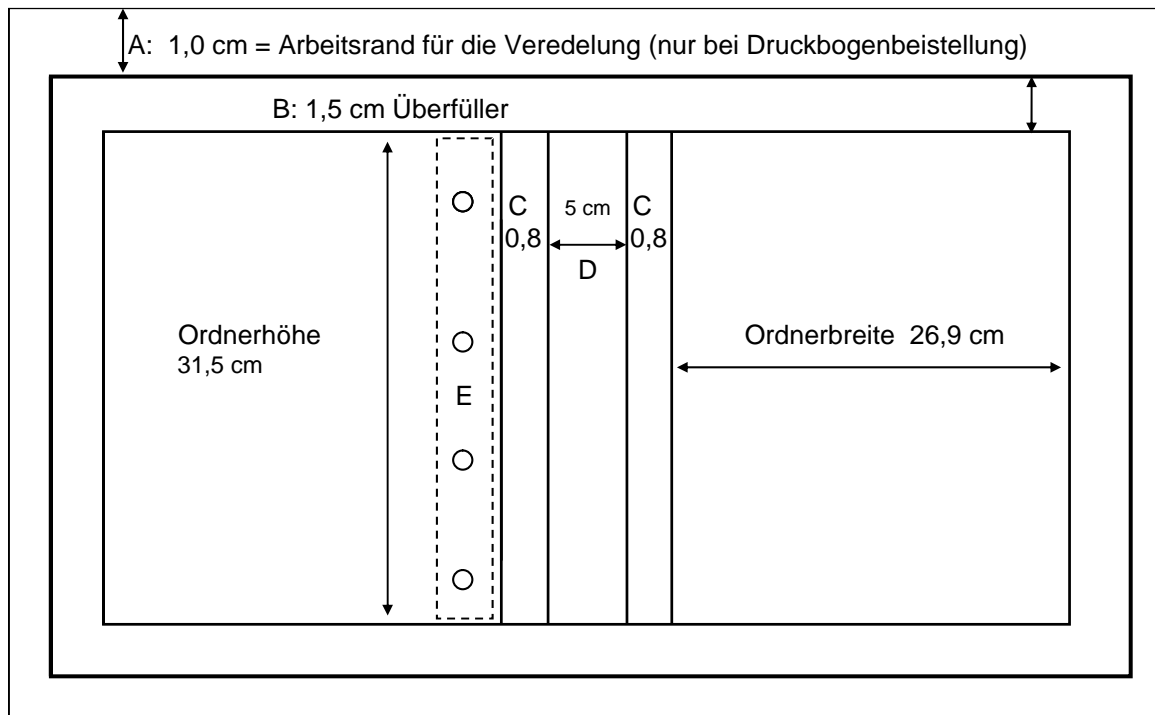 A:  1,0 cm = Arbeitsrand für die Veredelung (nur bei Druckbogenbeistellung)
B: 1,5 cm Überfüller
C 5 cm C
0,8 0,8
D
Ordnerhöhe Ordnerbreite  26,9 cm
31,5 cm
E